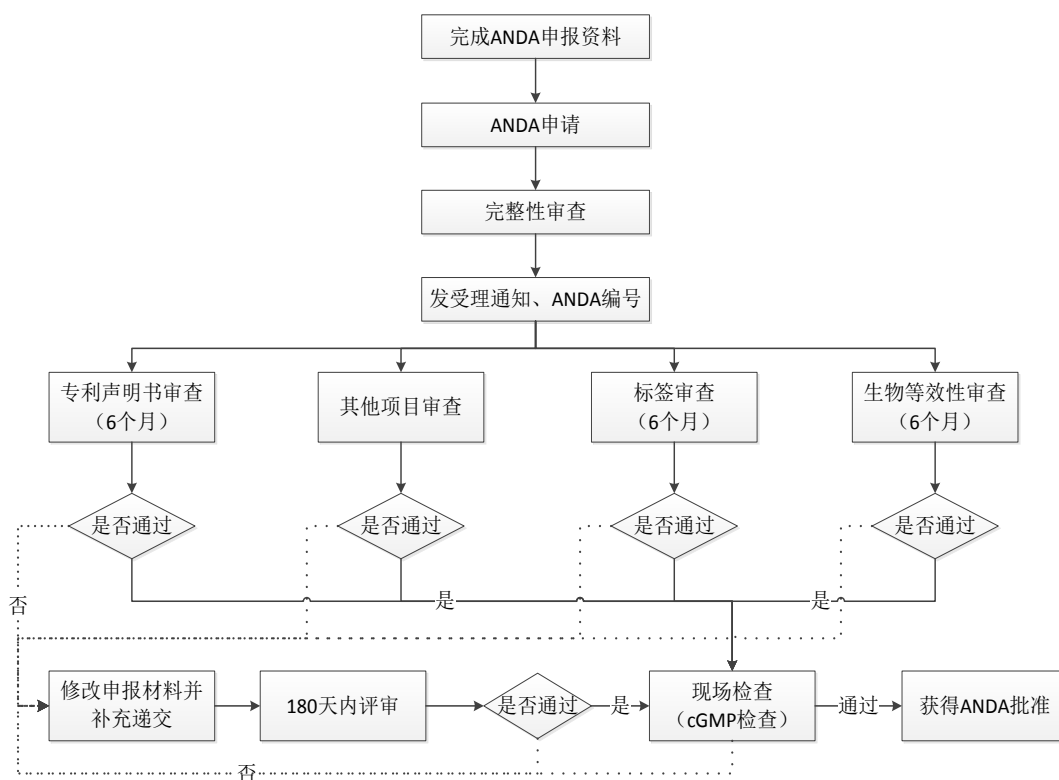 完成ANDA申报资料
ANDA申请
完整性审查
发受理通知、ANDA编号
专利声明书审查
（6个月）
其他项目审查
标签审查
（6个月）
生物等效性审查
（6个月）
是否通过
是否通过
是否通过
是否通过
否
是
是
修改申报材料并
补充递交
180天内评审
是否通过
是
现场检查
（cGMP检查）
通过
获得ANDA批准
否